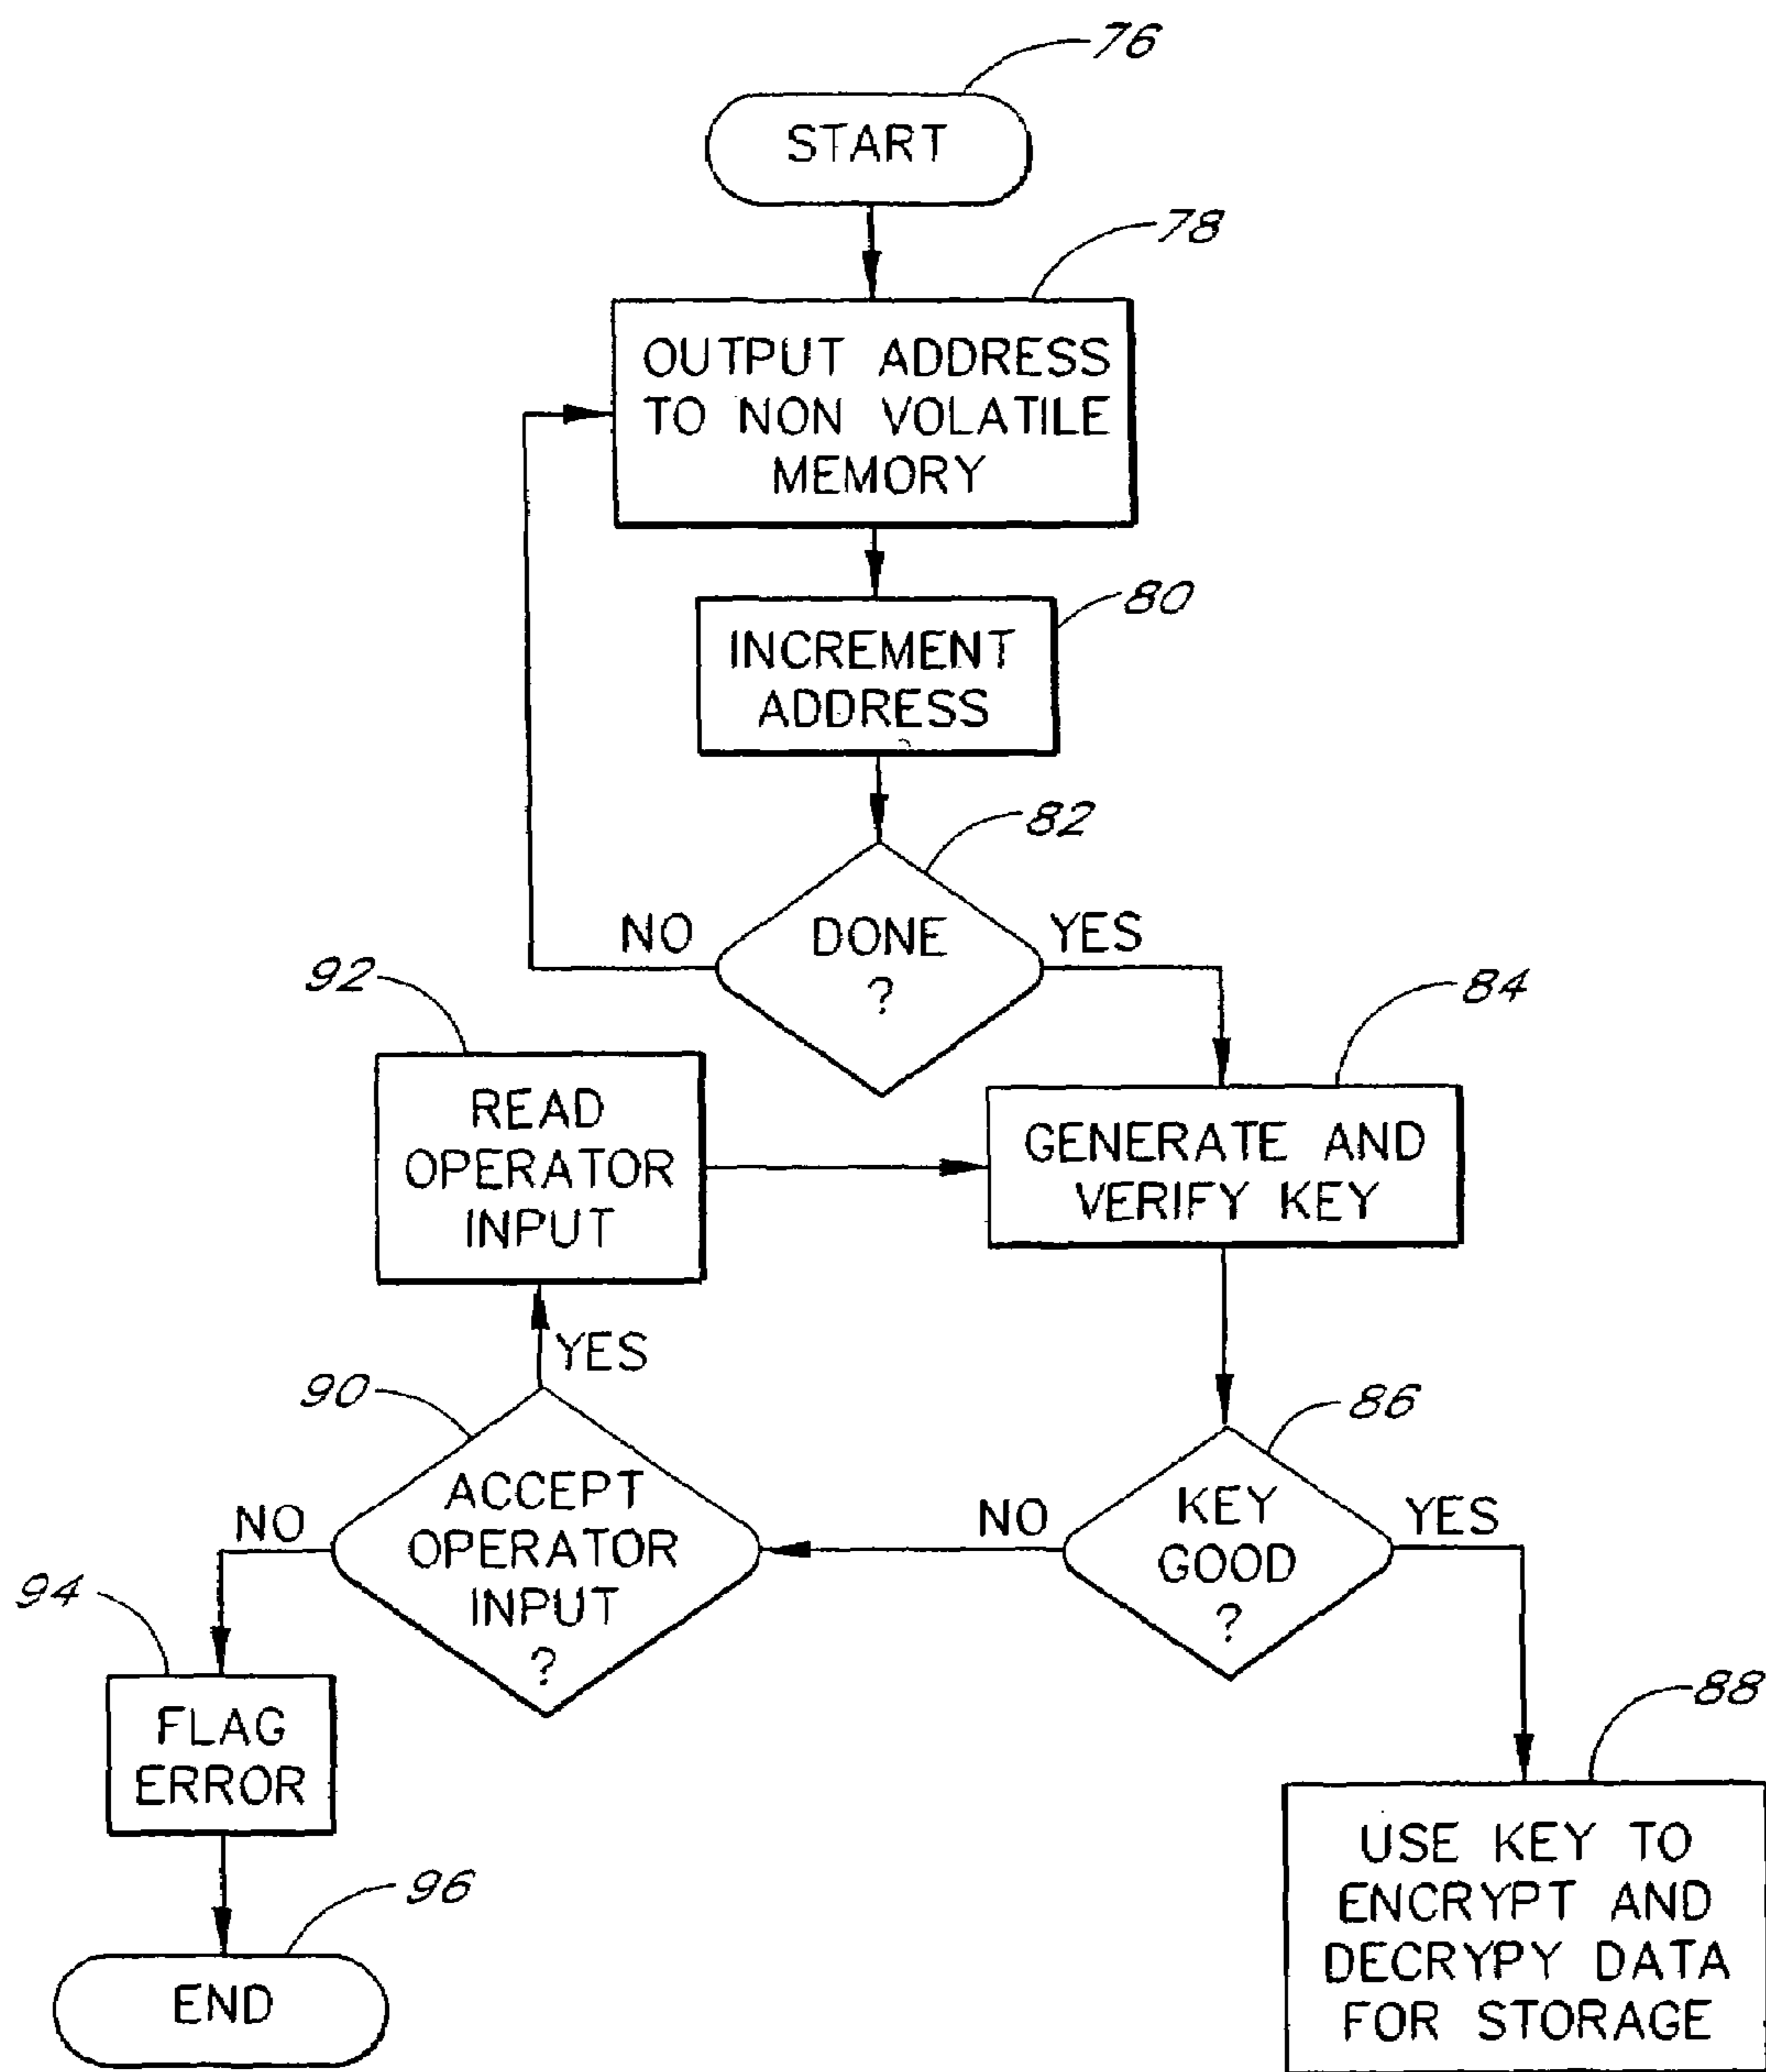 76
START
78
OUTPUT ADDRESS
TO NON VOLATILE
MEMORY
80
INCREMENT
ADDRESS
82
DONE
?
NO
YES
84
GENERATE AND
VERIFY KEY
92
READ
OPERATOR
INPUT
86
KEY
GOOD
?
NO
YES
90
YES
ACCEPT
OPERATOR
INPUT
?
NO
88
USE KEY TO
ENCRYPT AND
DECRYPY DATA
FOR STORAGE
94
FLAG
ERROR
96
END